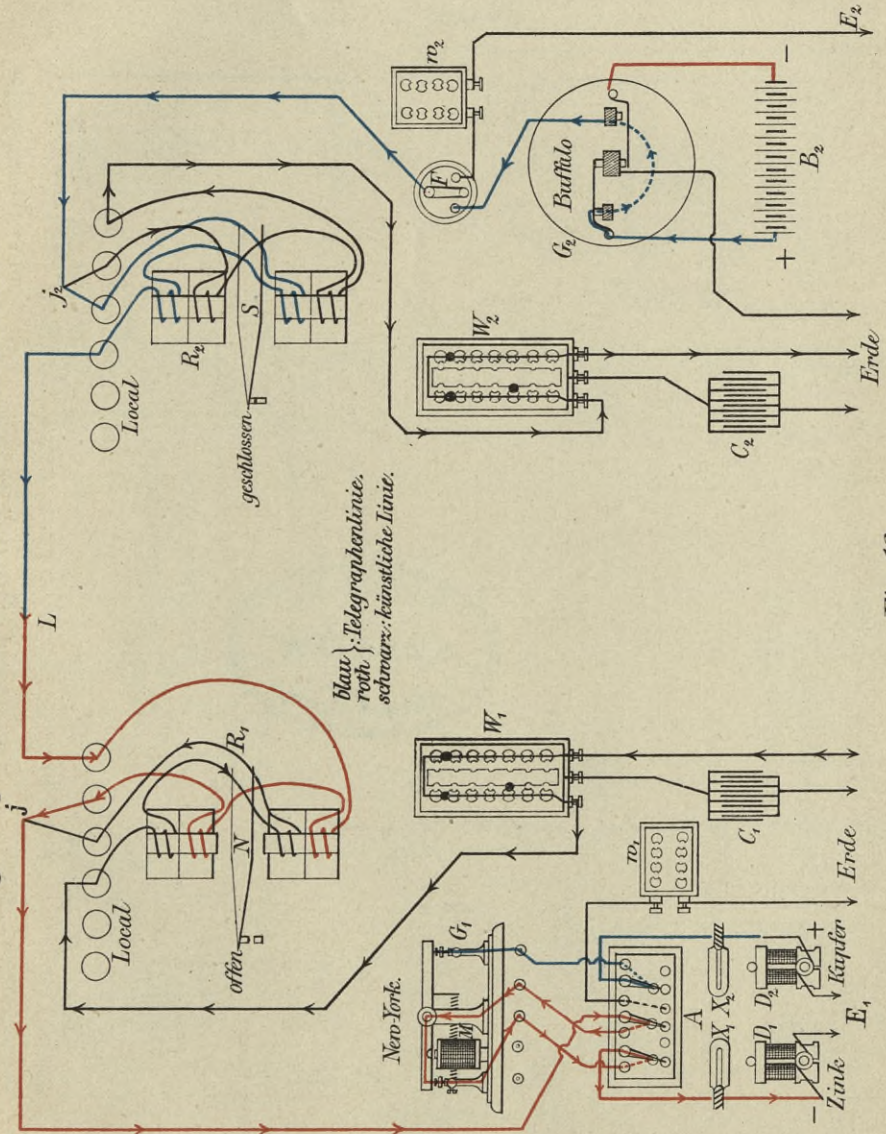 L
j
j₂
Local
Local
N
S
R₁
R₂
offen
geschlossen
blau } :Telegraphenlinie.
roth
schwarz: künstliche Linie.
New-York.
M
G₁
W₁
W₂
w₁
w₂
F
Buffalo
G₂
+
-
B₂
E₂
A
X₁
X₂
D₁
D₂
-
Zink
+
Kupfer
E₁
C₁
C₂
Erde
Erde